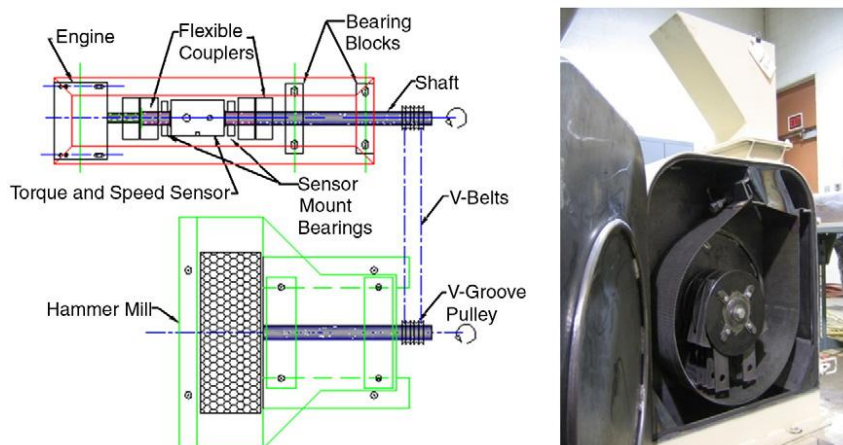 Engine
Flexible
Couplers
Bearing
Blocks
Shaft
Torque and Speed Sensor
Sensor
Mount
Bearings
V-Belts
Hammer Mill
V-Groove
Pulley